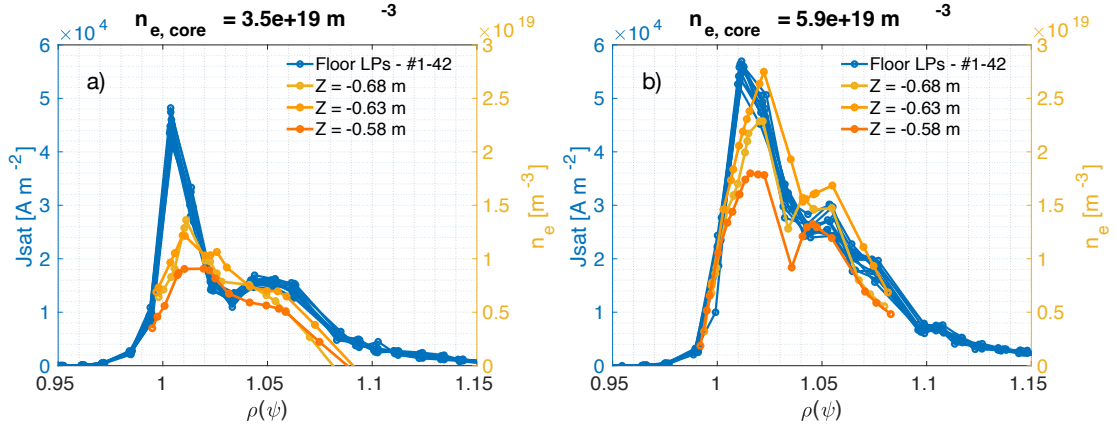 n e, core = 3.5e+19 m -3
×10 4
×10 19
a)
Floor LPs - #1-42
Z = -0.68 m
Z = -0.63 m
Z = -0.58 m
6
5
4
3
2
1
0
Jsat [A m -2]
3
2.5
2
1.5
1
0.5
0
n e [m -3]
0.95
1
1.05
1.1
1.15
ρ(ψ)
n e, core = 5.9e+19 m -3
×10 4
×10 19
b)
Floor LPs - #1-42
Z = -0.68 m
Z = -0.63 m
Z = -0.58 m
6
5
4
3
2
1
0
Jsat [A m -2]
3
2.5
2
1.5
1
0.5
0
n e [m -3]
0.95
1
1.05
1.1
1.15
ρ(ψ)